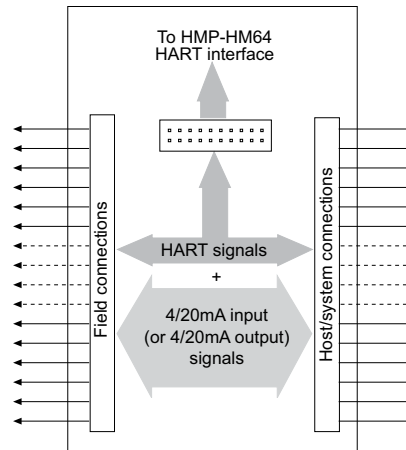 To HMP-HM64
HART interface
Field connections
Host/system connections
HART signals
+
4/20mA input
(or 4/20mA output)
signals